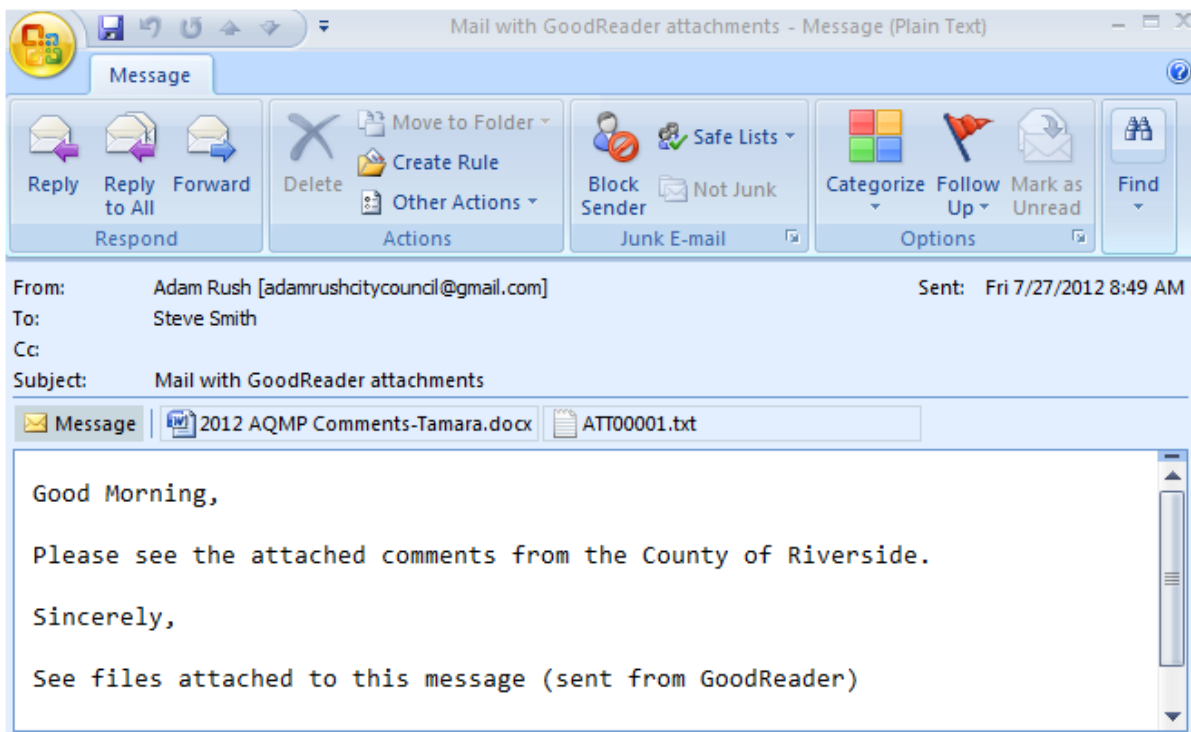 Mail with GoodReader attachments - Message (Plain Text)
Message
Reply
Reply to All
Forward
Respond
Delete
Move to Folder
Create Rule
Other Actions
Actions
Block Sender
Safe Lists
Not Junk
Junk E-mail
Categorize
Follow Up
Mark as Unread
Options
Find
From: Adam Rush [adamrushcitycouncil@gmail.com] Sent: Fri 7/27/2012 8:49 AM
To: Steve Smith
Cc:
Subject: Mail with GoodReader attachments
Message 2012 AQMP Comments-Tamara.docx ATT00001.txt
Good Morning,
Please see the attached comments from the County of Riverside.
Sincerely,
See files attached to this message (sent from GoodReader)